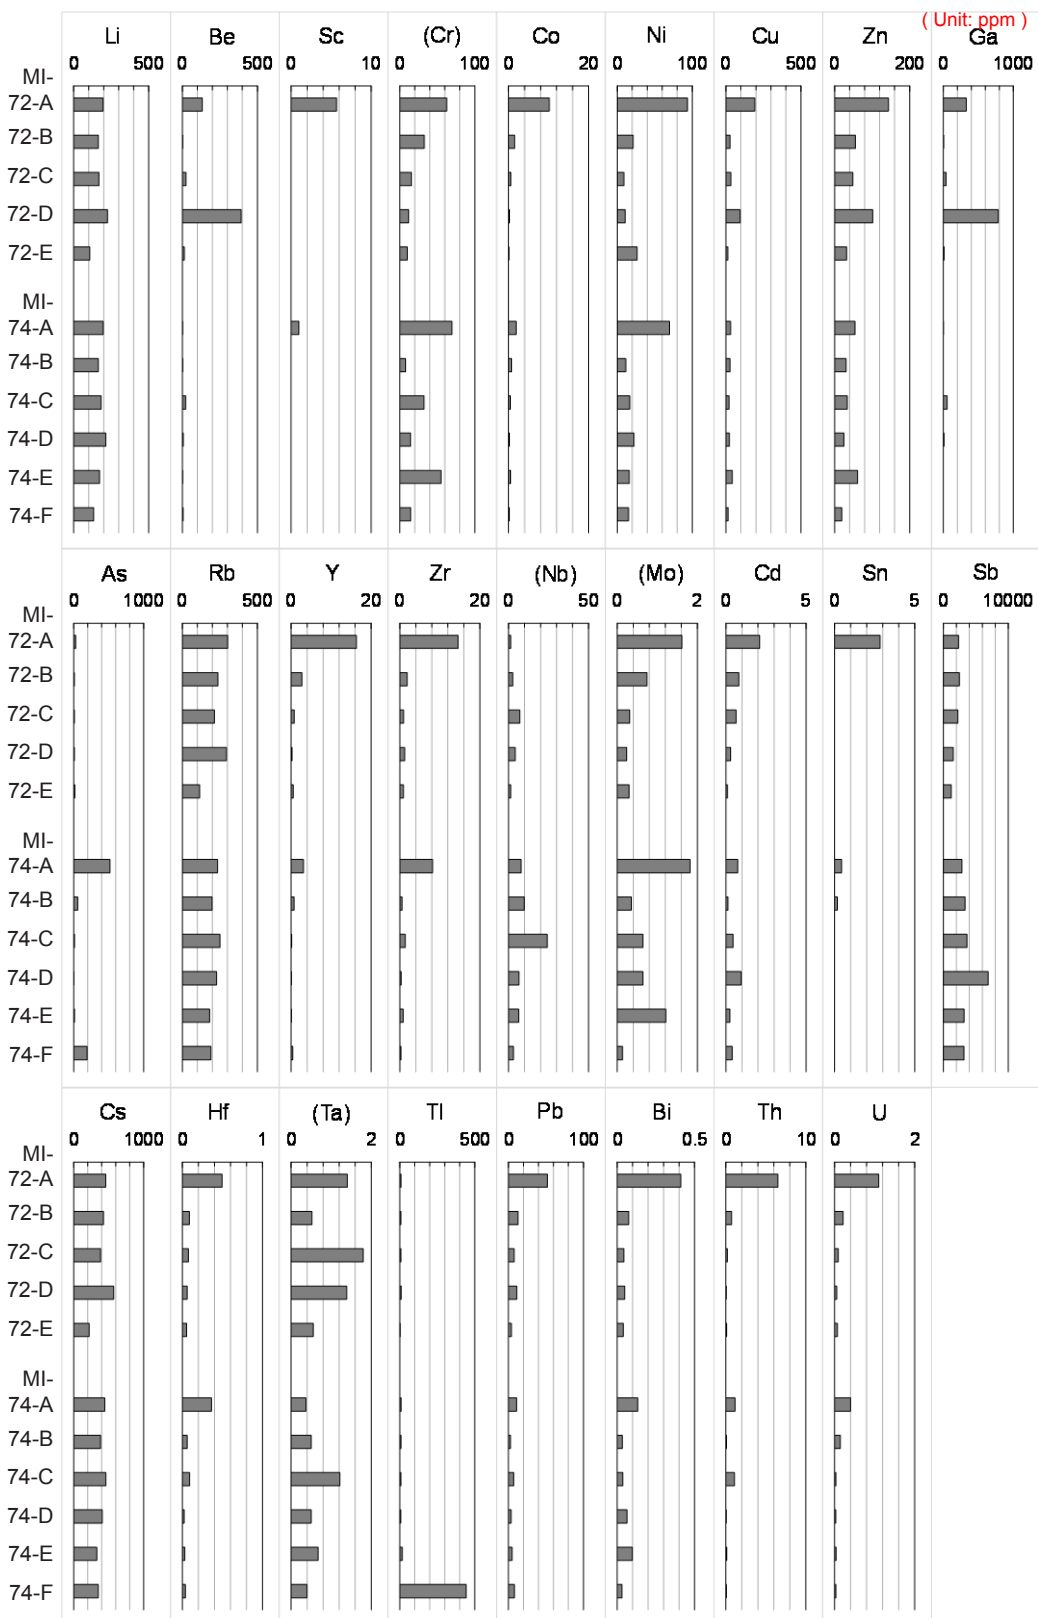 ( Unit: ppm )
Li Be Sc (Cr) Co Ni Cu Zn Ga
0 500 0 500 0 10 0 100 0 20 0 100 0 500 0 200 0 1000
MI-
72-A
72-B
72-C
72-D
72-E
MI-
74-A
74-B
74-C
74-D
74-E
74-F
As Rb Y Zr (Nb) (Mo) Cd Sn Sb
0 1000 0 500 0 20 0 20 0 50 0 2 0 5 0 5 0 10000
MI-
72-A
72-B
72-C
72-D
72-E
MI-
74-A
74-B
74-C
74-D
74-E
74-F
Cs Hf (Ta) Tl Pb Bi Th U
0 1000 0 1 0 2 0 500 0 100 0 0.5 0 10 0 2
MI-
72-A
72-B
72-C
72-D
72-E
MI-
74-A
74-B
74-C
74-D
74-E
74-F